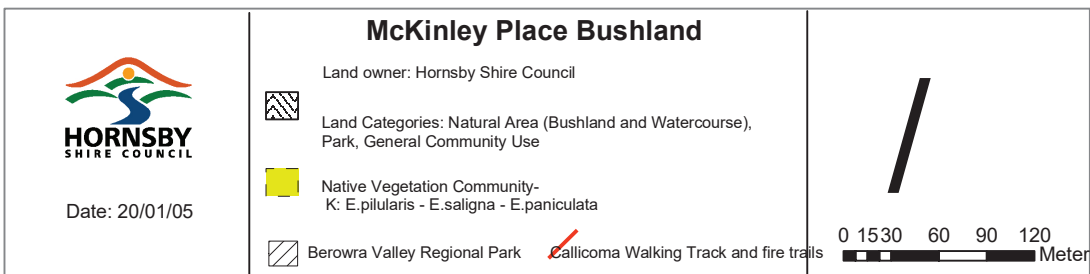 HORNSBY
SHIRE COUNCIL
Date: 20/01/05
McKinley Place Bushland
Land owner: Hornsby Shire Council
Land Categories: Natural Area (Bushland and Watercourse),
Park, General Community Use
Native Vegetation Community-
K: E.pilularis - E.saligna - E.paniculata
Berowra Valley Regional Park
Callicoma Walking Track and fire trails
0 15 30 60 90 120
Meter